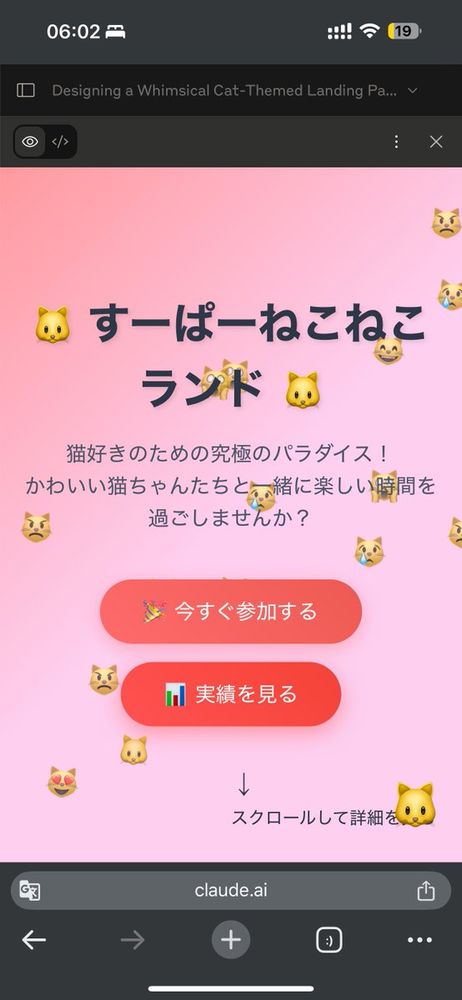 06:02
19
Designing a Whimsical Cat-Themed Landing Pa...
</>
すーぱーねこねこ
ランド
猫好きのための究極のパラダイス！
かわいい猫ちゃんたちと一緒に楽しい時間を
過ごしませんか？
🎉 今すぐ参加する
📊 実績を見る
↓
スクロールして詳細を
claude.ai
:)